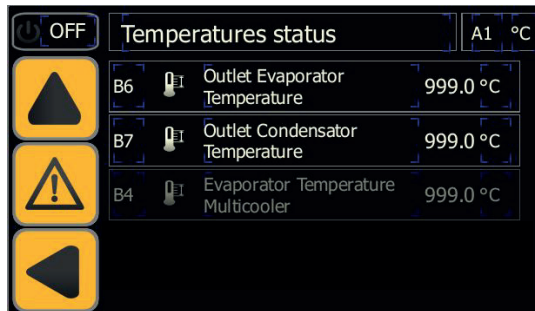 OFF
Temperatures status
A1 °C
B6
Outlet Evaporator
Temperature
999.0 °C
B7
Outlet Condensator
Temperature
999.0 °C
B4
Evaporator Temperature
Multicooler
999.0 °C